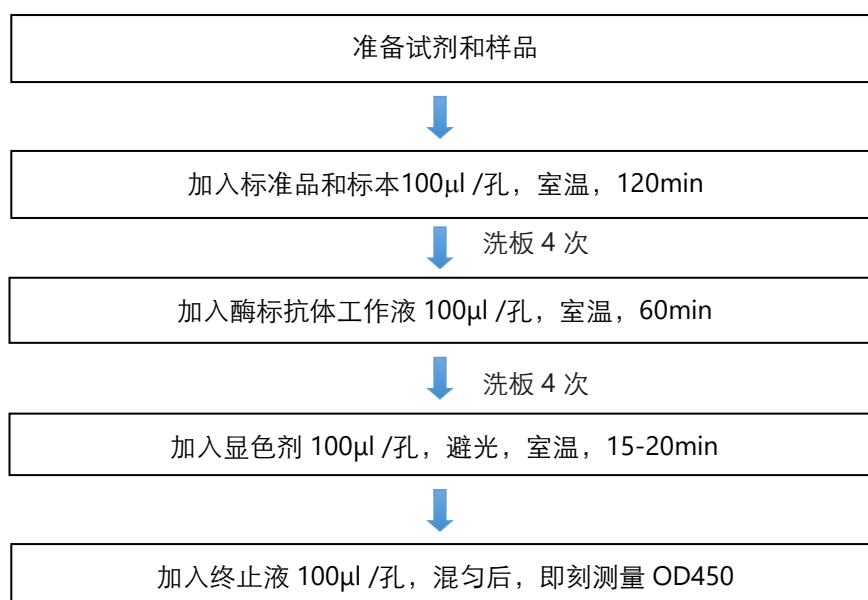 准备试剂和样品
加入标准品和标本100μl /孔，室温，120min
洗板 4 次
加入酶标抗体工作液 100μl /孔，室温，60min
洗板 4 次
加入显色剂 100μl /孔，避光，室温，15-20min
加入终止液 100μl /孔，混匀后，即刻测量 OD450